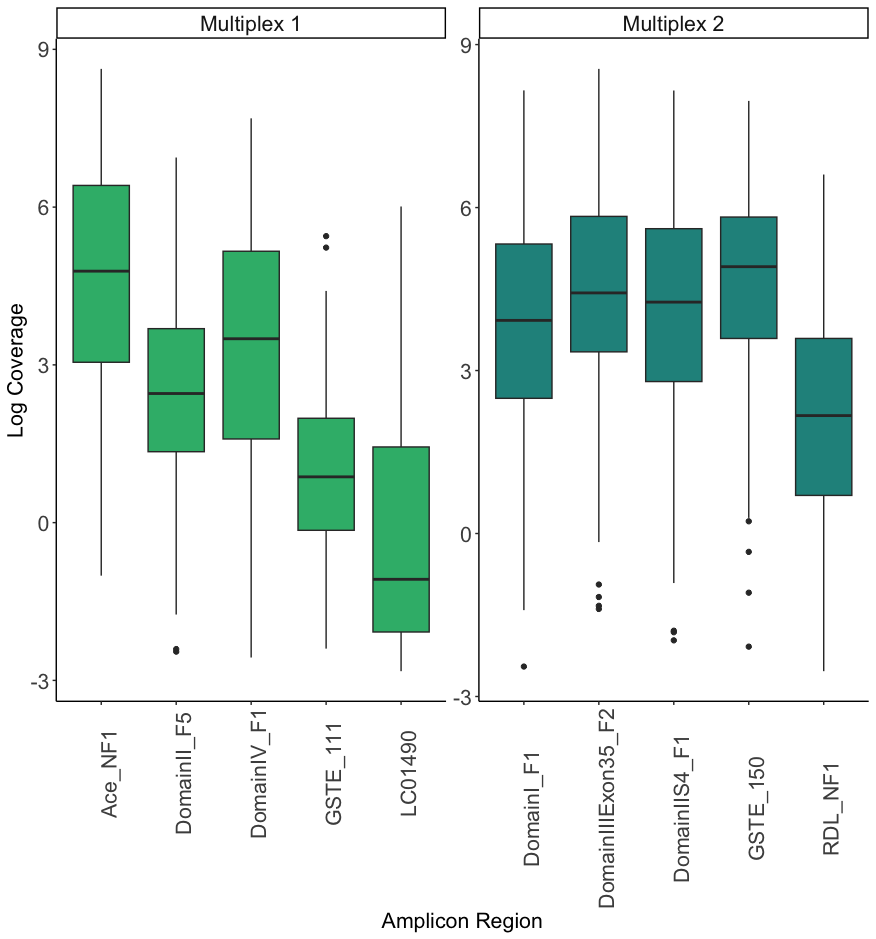 Multiplex 1
Multiplex 2
9
6
3
0
-3
9
6
3
0
-3
Log Coverage
Ace_NF1
DomainII_F5
DomainIV_F1
GSTE_111
LC01490
DomainI_F1
DomainIIIExon35_F2
DomainIIS4_F1
GSTE_150
RDL_NF1
Amplicon Region